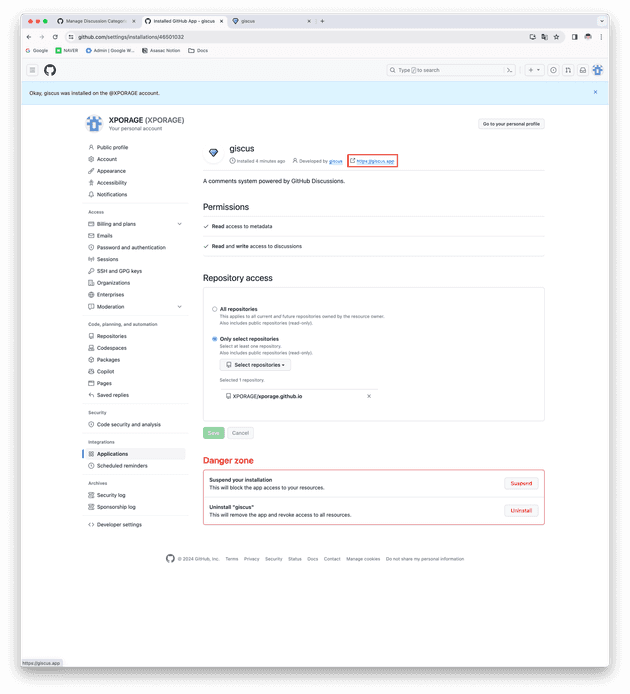 Manage Discussion Categori
Installed GitHub App - giscus
giscus
github.com/settings/installations/46501032
Google
NAVER
Admin | Google W...
Asasac Notion
GitHub Docs
Type / to search
Okay, giscus was installed on the @XPORAGE account.
XPORAGE (XPORAGE)
Your personal account
Go to your personal profile
Public profile
Account
Appearance
Accessibility
Notifications
Access
Billing and plans
Emails
Password and authentication
Sessions
SSH and GPG keys
Organizations
Enterprises
Moderation
Code, planning, and automation
Repositories
Codespaces
Packages
Copilot
Pages
Saved replies
Security
Code security and analysis
Integrations
Applications
Scheduled reminders
Archives
Security log
Sponsorship log
Developer settings
giscus
Installed 4 minutes ago
Developed by giscus
https://giscus.app
A comments system powered by GitHub Discussions.
Permissions
Read access to metadata
Read and write access to discussions
Repository access
All repositories
This applies to all current and future repositories owned by the resource owner.
Also includes public repositories (read-only).
Only select repositories
Select at least one repository.
Also includes public repositories (read-only).
Select repositories
Selected 1 repository.
XPORAGE/xporage.github.io
Save
Cancel
Danger zone
Suspend your installation
This will block the app access to your resources.
Suspend
Uninstall "giscus"
This will remove the app and revoke access to all resources.
Uninstall
© 2024 GitHub, Inc.
Terms
Privacy
Security
Status
Docs
Contact
Manage cookies
Do not share my personal information
https://giscus.app